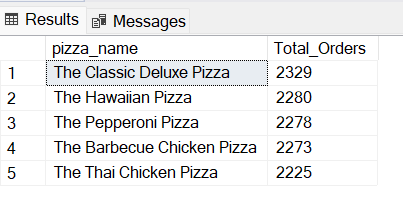 Results Messages
pizza_name Total_Orders
1 The Classic Deluxe Pizza 2329
2 The Hawaiian Pizza 2280
3 The Pepperoni Pizza 2278
4 The Barbecue Chicken Pizza 2273
5 The Thai Chicken Pizza 2225